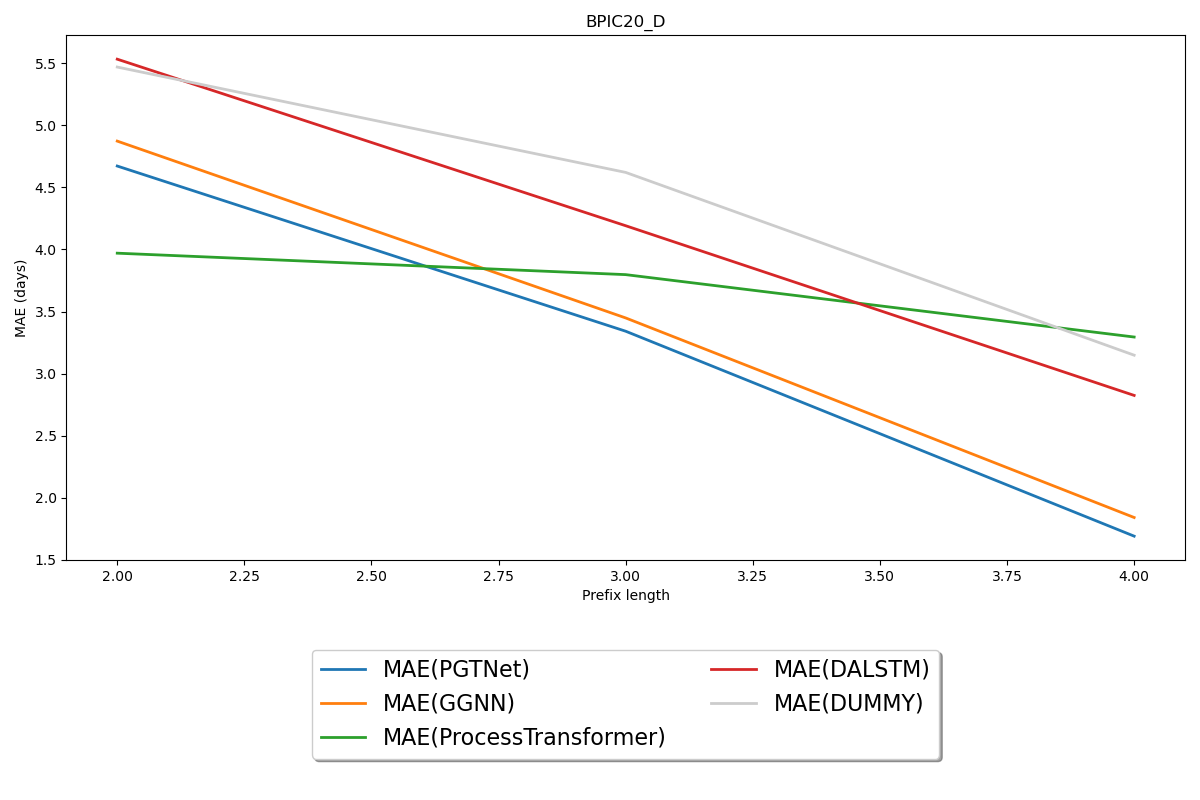 BPIC20_D
5.5
5.0
4.5
4.0
3.5
3.0
2.5
2.0
1.5
MAE (days)
2.00 2.25 2.50 2.75 3.00 3.25 3.50 3.75 4.00
Prefix length
MAE(PGTNet)
MAE(GGNN)
MAE(ProcessTransformer)
MAE(DALSTM)
MAE(DUMMY)